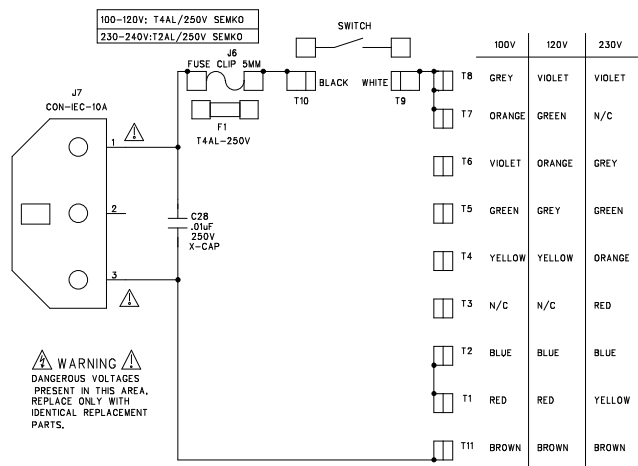 100-120V: T4AL/250V SEMKO
230-240V:T2AL/250V SEMKO
SWITCH
J6
FUSE CLIP 5MM
BLACK
WHITE
T10
T9
F1
T4AL-250V
J7
CON-IEC-10A
1
2
3
C28
.01uF
250V
X-CAP
100V 120V 230V
T8 GREY VIOLET VIOLET
T7 ORANGE GREEN N/C
T6 VIOLET ORANGE GREY
T5 GREEN GREY GREEN
T4 YELLOW YELLOW ORANGE
T3 N/C N/C RED
T2 BLUE BLUE BLUE
T1 RED RED YELLOW
T11 BROWN BROWN BROWN
WARNING
DANGEROUS VOLTAGES
PRESENT IN THIS AREA.
REPLACE ONLY WITH
IDENTICAL REPLACEMENT
PARTS.